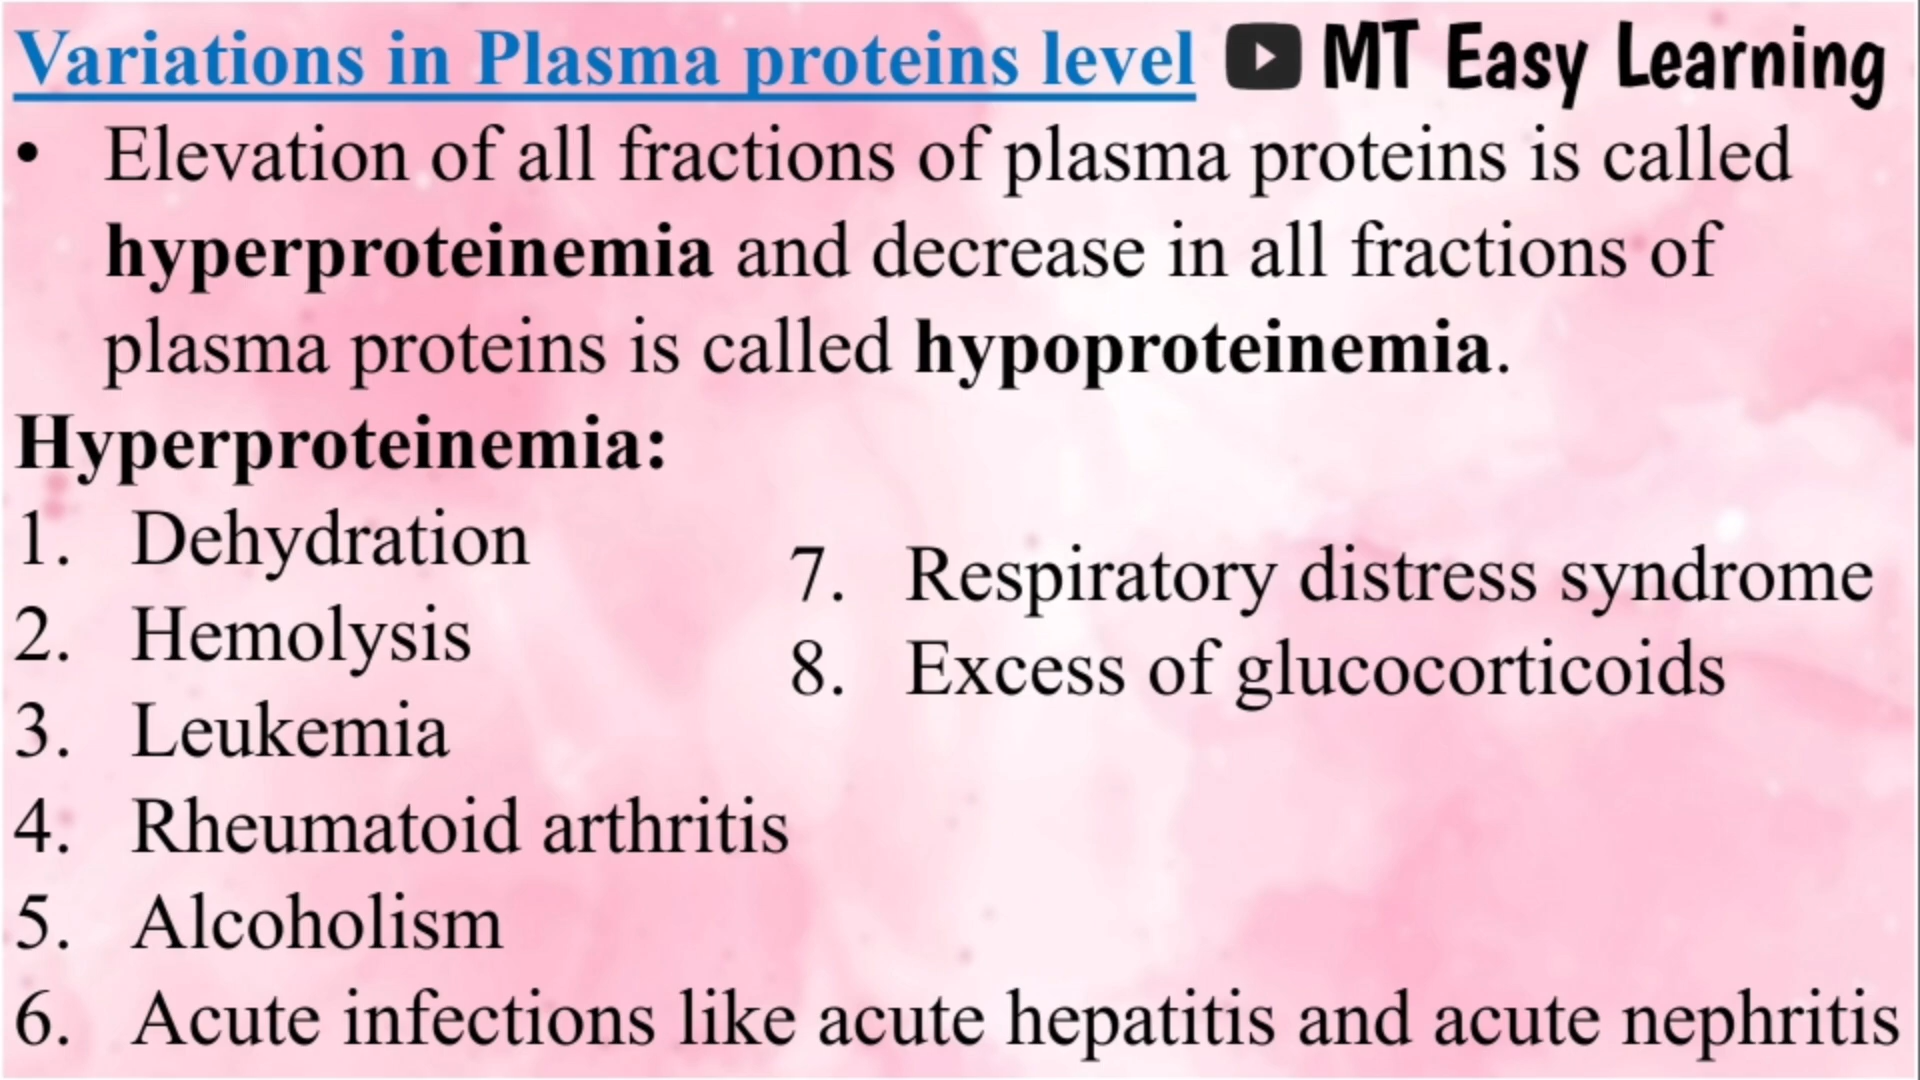 Variations in Plasma proteins level
MT Easy Learning
• Elevation of all fractions of plasma proteins is called
hyperproteinemia and decrease in all fractions of
plasma proteins is called hypoproteinemia.
Hyperproteinemia:
1. Dehydration
2. Hemolysis
3. Leukemia
4. Rheumatoid arthritis
5. Alcoholism
6. Acute infections like acute hepatitis and acute nephritis
7. Respiratory distress syndrome
8. Excess of glucocorticoids